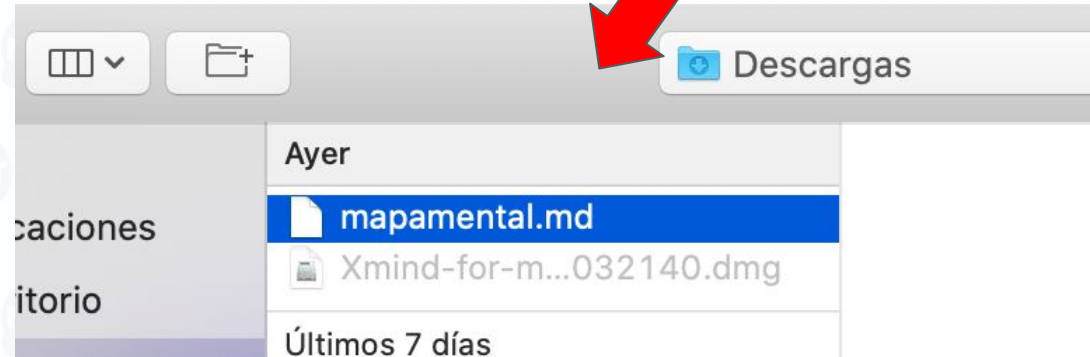 Descargas
Ayer
caciones
mapamental.md
Xmind-for-m...032140.dmg
itorio
Últimos 7 días